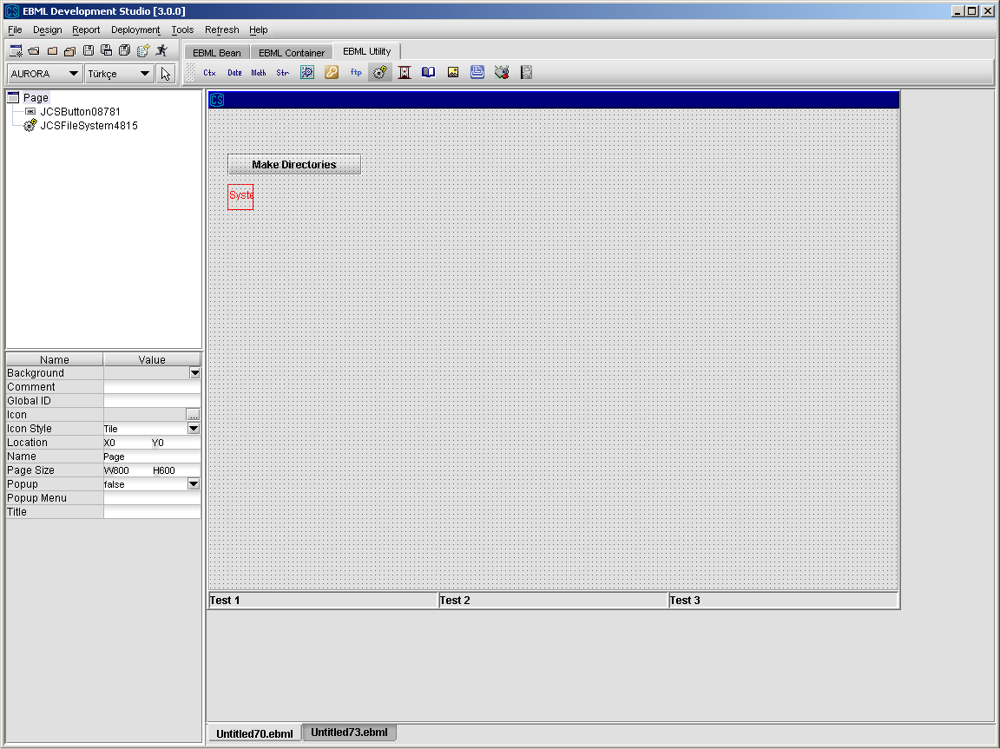 CS EBML Development Studio [3.0.0]
File Design Report Deployment Tools Refresh Help
EBML Bean EBML Container EBML Utility
AURORA Türkçe Ctx Date Math Str ftp
Page
JCSButton08781
JCSFileSystem4815
CS
Make Directories
Syste
Name Value
Background
Comment
Global ID
Icon ...
Icon Style Tile
Location X0 Y0
Name Page
Page Size W800 H600
Popup false
Popup Menu
Title
Test 1 Test 2 Test 3
Untitled70.ebml Untitled73.ebml